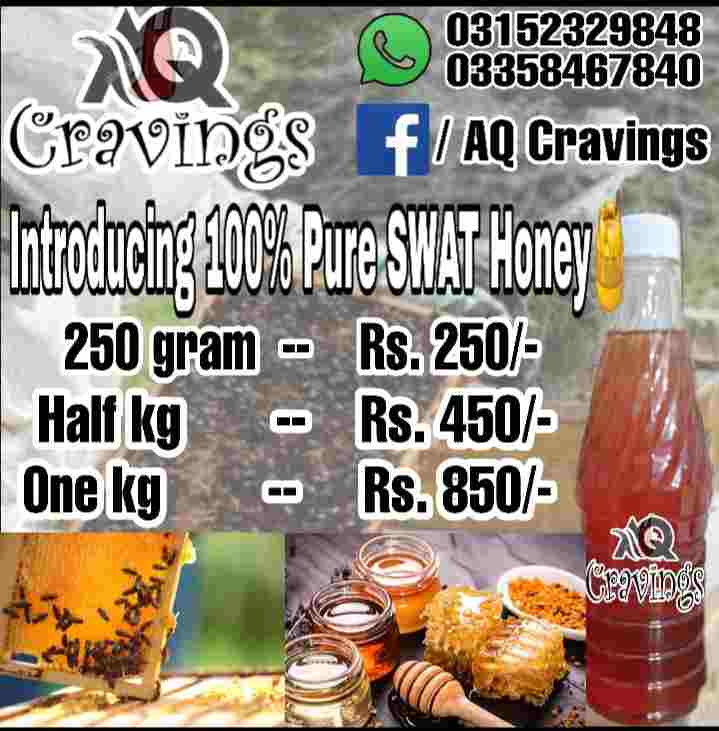 AQ
Cravings
03152329848
03358467840
f / AQ Cravings
Introducing 100% Pure SWAT Honey
250 gram -- Rs. 250/-
Half kg -- Rs. 450/-
One kg -- Rs. 850/-
AQ
Cravings